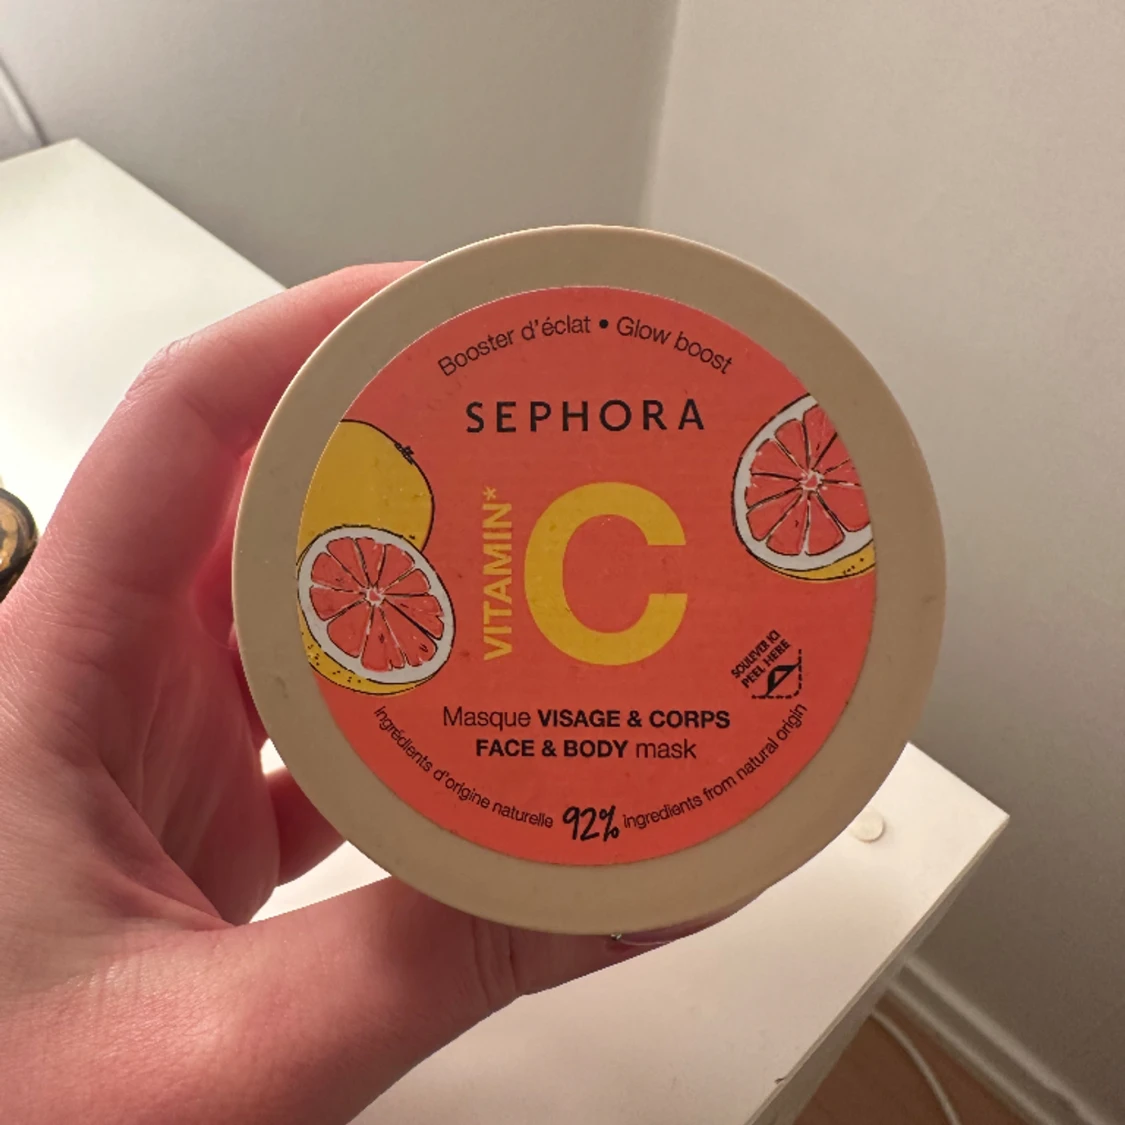 Booster d'éclat • Glow boost
SEPHORA
VITAMIN*
C
SOULEVER ICI
PEEL HERE
Masque VISAGE & CORPS
FACE & BODY mask
Ingrédients d'origine naturelle 92% ingredients from natural origin